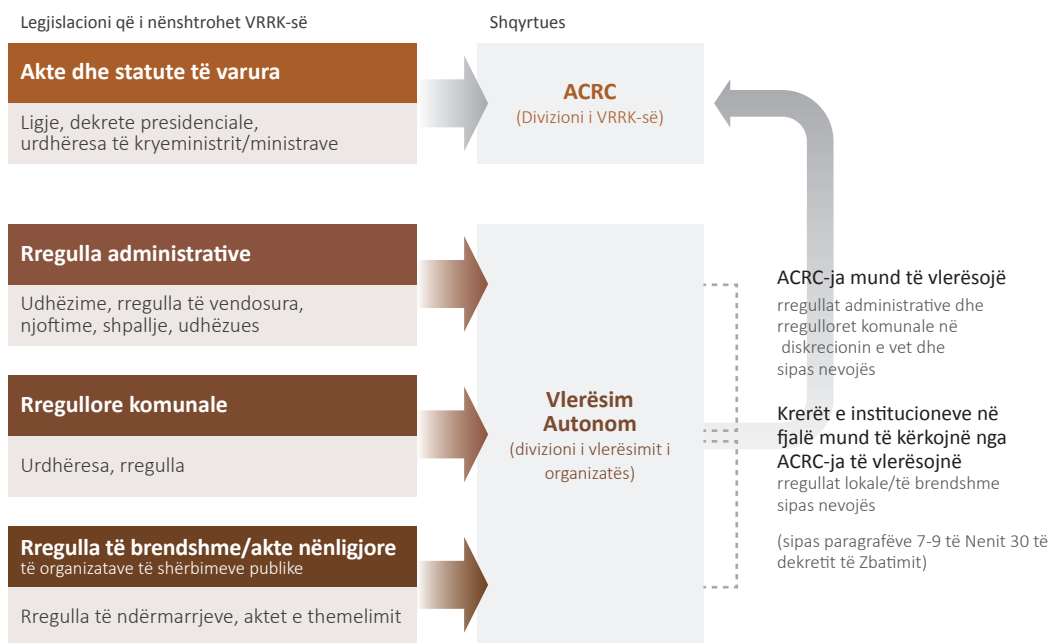 Legjislacioni që i nënshtrohet VRRK-së
Shqyrtues
Akte dhe statute të varura
Ligje, dekrete presidenciale,
urdhëresa të kryeministrit/ministrave
ACRC
(Divizioni i VRRK-së)
Rregulla administrative
Udhëzime, rregulla të vendosura,
njoftime, shpallje, udhëzues
Rregullore komunale
Urdhëresa, rregulla
Rregulla të brendshme/akte nënligjore
të organizatave të shërbimeve publike
Rregulla të ndërmarrjeve, aktet e themelimit
Vlerësim
Autonom
(divizioni i vlerësimit i
organizatës)
ACRC-ja mund të vlerësojë
rregullat administrative dhe
rregulloret komunale në
diskrecionin e vet dhe
sipas nevojës
Krerët e institucioneve në
fjalë mund të kërkojnë nga
ACRC-ja të vlerësojnë
rregullat lokale/të brendshme
sipas nevojës
(sipas paragrafëve 7-9 të Nenit 30 të
dekretit të Zbatimit)